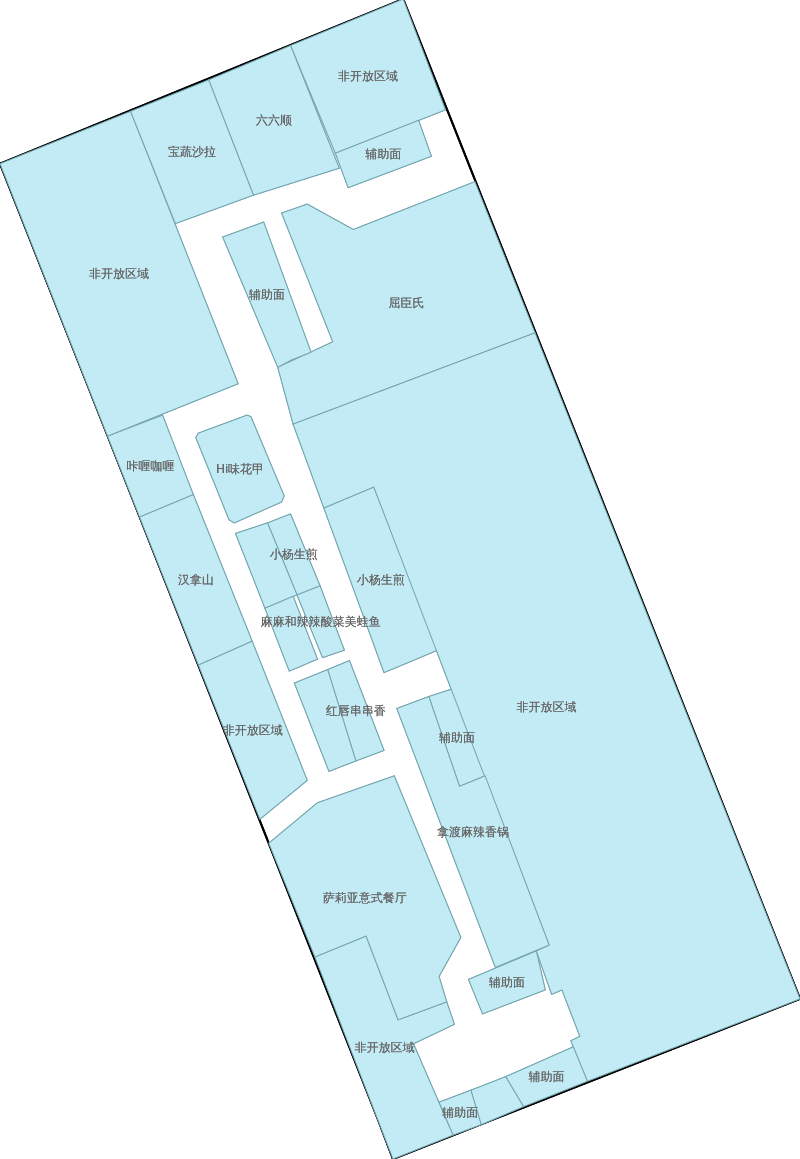 非开放区域
六六顺
宝蔬沙拉
辅助面
非开放区域
辅助面
屈臣氏
咔喱咖喱
Hi味花甲
小杨生煎
汉拿山
小杨生煎
麻麻和辣辣酸菜美蛙鱼
非开放区域
红唇串串香
非开放区域
辅助面
拿渡麻辣香锅
萨莉亚意式餐厅
辅助面
非开放区域
辅助面
辅助面